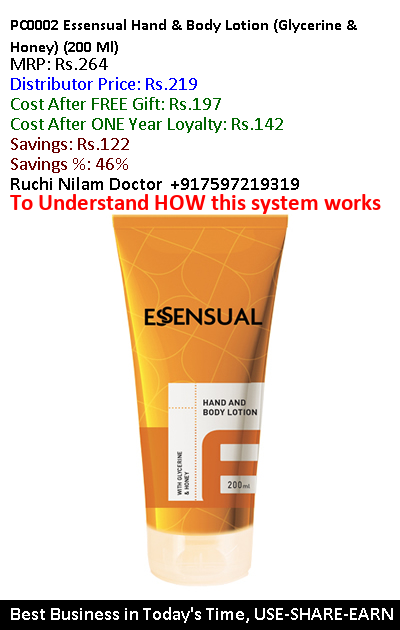 PC0002 Essensual Hand & Body Lotion (Glycerine &
Honey) (200 Ml)
MRP: Rs.264
Distributor Price: Rs.219
Cost After FREE Gift: Rs.197
Cost After ONE Year Loyalty: Rs.142
Savings: Rs.122
Savings %: 46%
Ruchi Nilam Doctor +917597219319
To Understand HOW this system works
ESSENSUAL
HAND AND
BODY LOTION
WITH GLYCERINE
& HONEY
E
200ml
Best Business in Today's Time, USE-SHARE-EARN